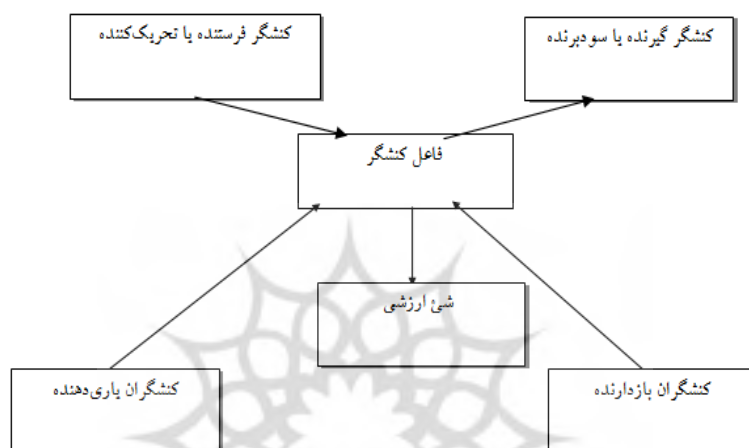 کنشگر گیرنده یا سودبرنده
کنشگر فرستنده یا تحریک‌کننده
فاعل کنشگر
شئ ارزشی
کنشگران بازدارنده
کنشگران یاری‌دهنده